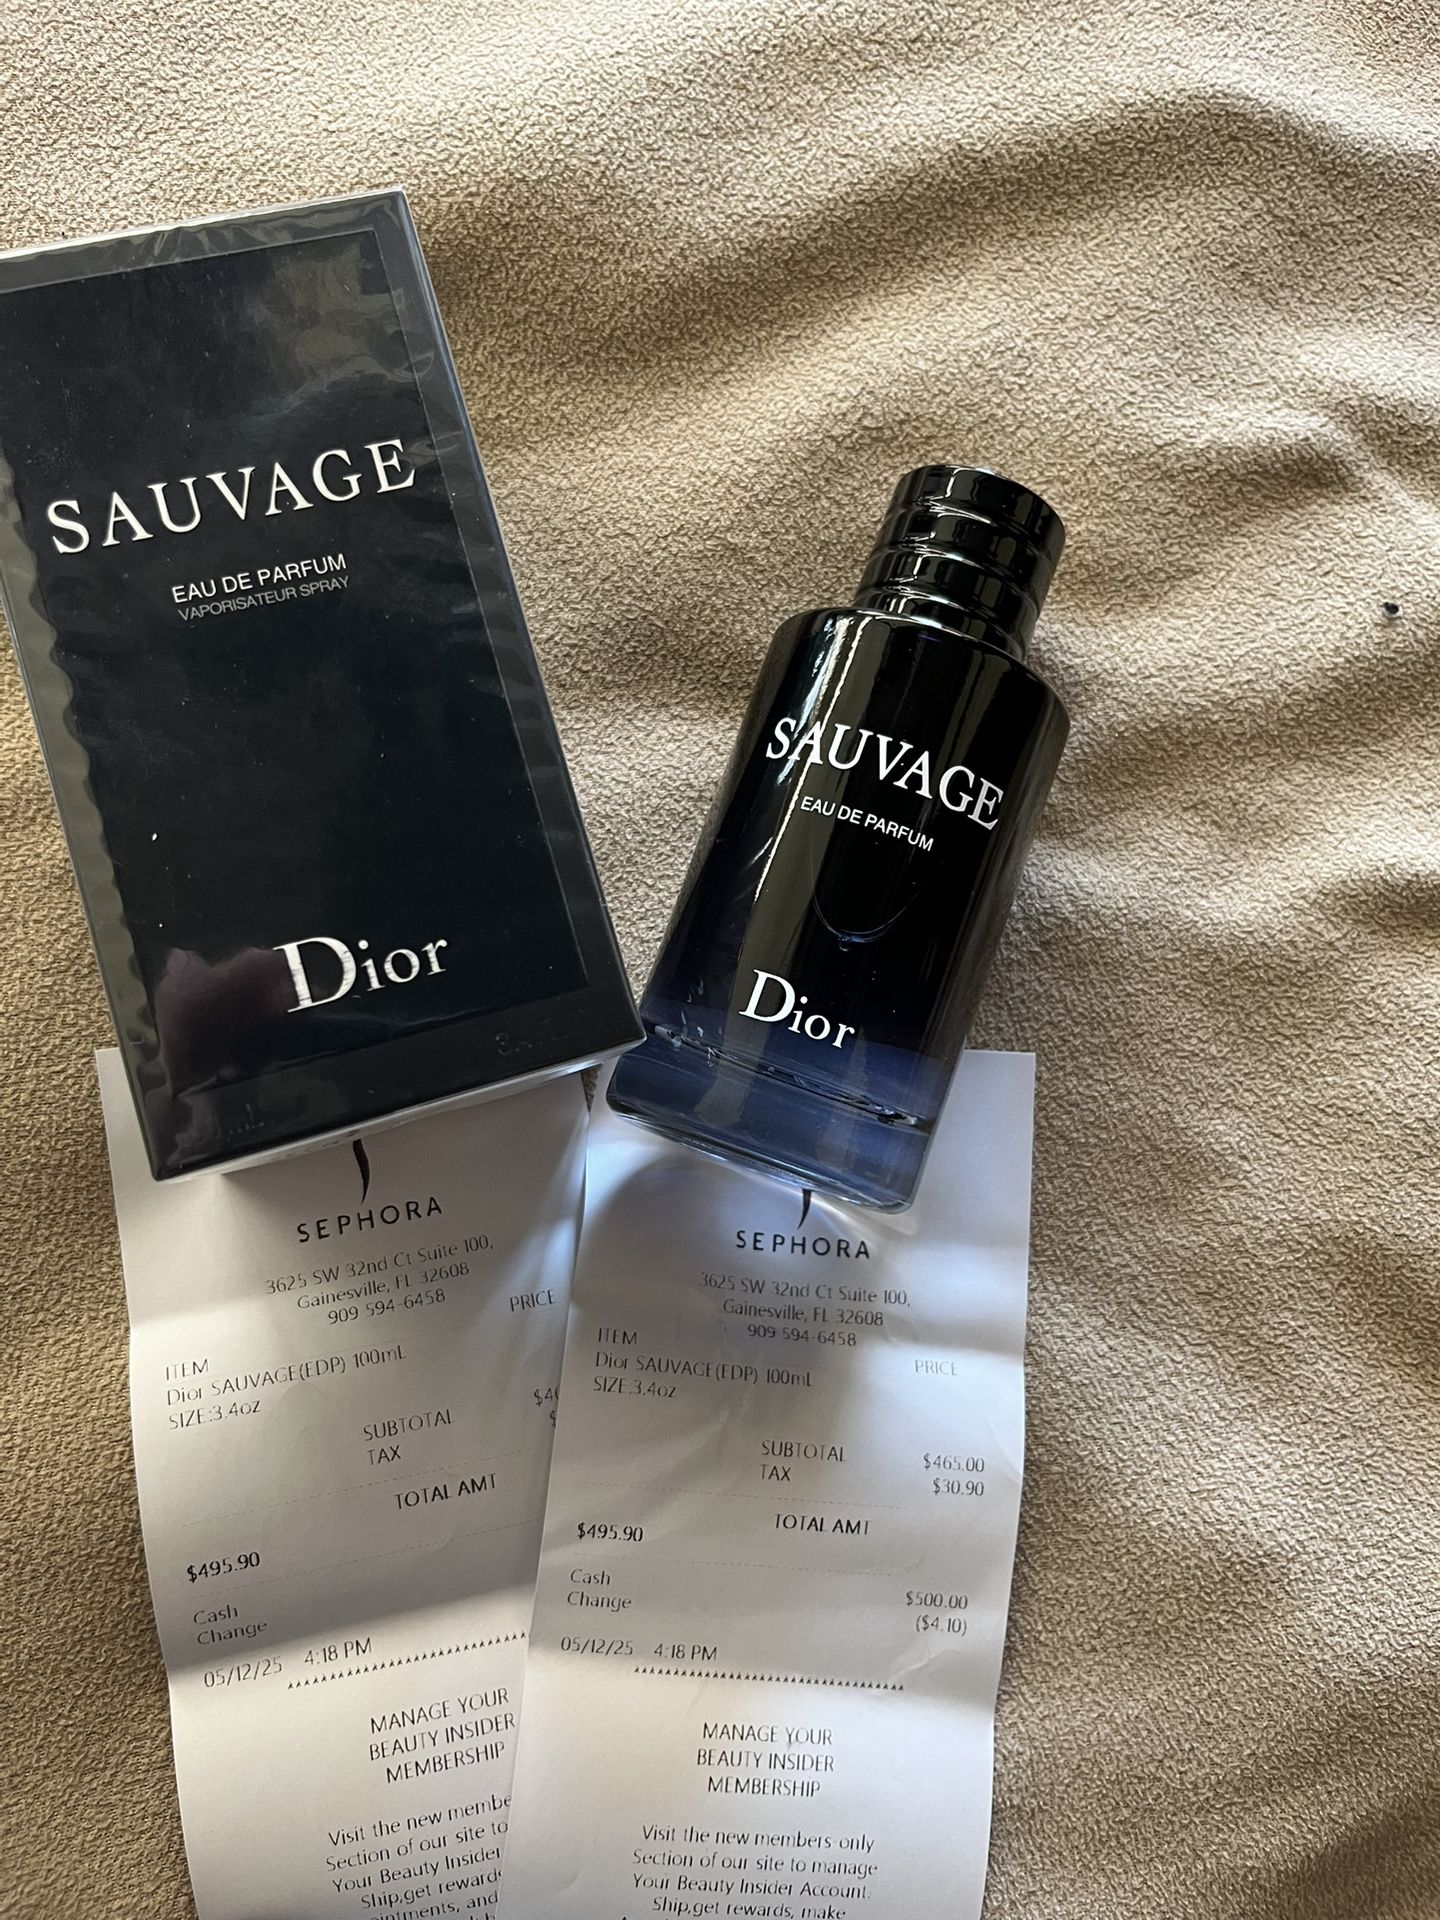 SAUVAGE
EAU DE PARFUM
VAPORISATEUR SPRAY
Dior
SAUVAGE
EAU DE PARFUM
Dior
SEPHORA
3625 SW 32nd Ct Suite 100,
Gainesville, FL 32608
909 594-6458
PRICE
ITEM
Dior SAUVAGE(EDP) 100mL
SIZE:3.4oz
SUBTOTAL
TAX
TOTAL AMT
$495.90
Cash
Change
05/12/25 4:18 PM
MANAGE YOUR
BEAUTY INSIDER
MEMBERSHIP
Visit the new membe
Section of our site to
Your Beauty Insider
Ship,get reward
ointments, and
SEPHORA
3625 SW 32nd Ct Suite 100,
Gainesville, FL 32608
909 594-6458
ITEM PRICE
Dior SAUVAGE(EDP) 100mL
SIZE:3.4oz
SUBTOTAL $465.00
TAX $30.90
TOTAL AMT
$495.90
Cash $500.00
Change ($4.10)
05/12/25 4:18 PM
MANAGE YOUR
BEAUTY INSIDER
MEMBERSHIP
Visit the new members-only
Section of our site to manage
Your Beauty Insider Account.
Ship,get rewards, make